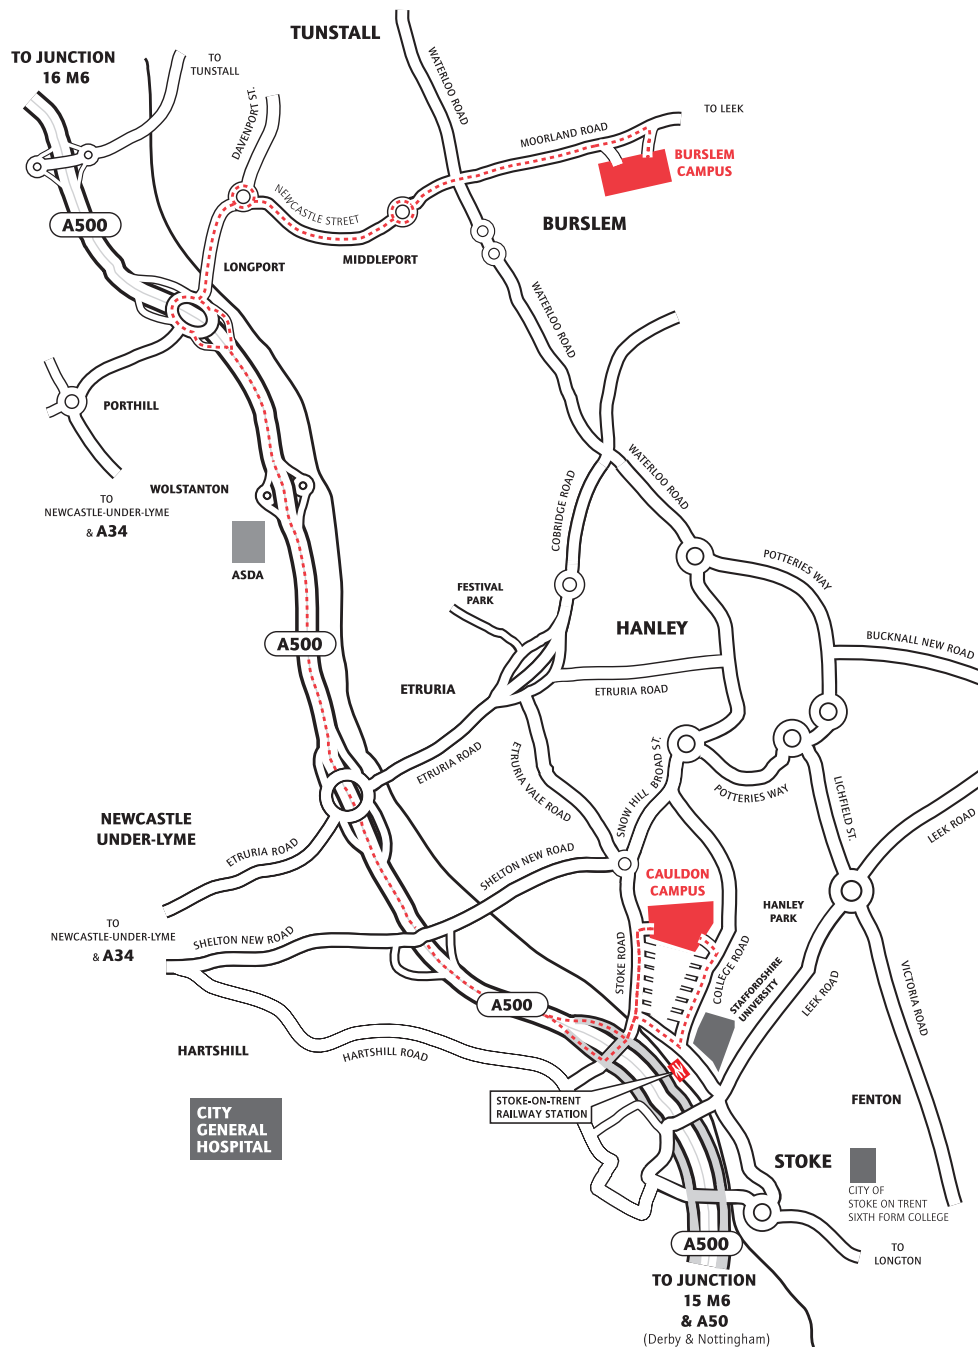 TUNSTALL
TO JUNCTION
16 M6
TO
TUNSTALL
WATERLOO ROAD
DAVENPORT ST.
MOORLAND ROAD
TO LEEK
BURSLEM
CAMPUS
NEWCASTLE STREET
A500
BURSLEM
LONGPORT
MIDDLEPORT
WATERLOO ROAD
PORTHILL
WOLSTANTON
TO
NEWCASTLE-UNDER-LYME
& A34
COBRIDGE ROAD
WATERLOO ROAD
POTTERIES WAY
ASDA
FESTIVAL
PARK
HANLEY
A500
BUCKNALL NEW ROAD
ETRURIA
ETRURIA ROAD
ETRURIA ROAD
ETRURIA VALE ROAD
BROAD ST.
SNOW HILL
POTTERIES WAY
LICHFIELD ST.
LEEK ROAD
NEWCASTLE
UNDER-LYME
ETRURIA ROAD
SHELTON NEW ROAD
CAULDON
CAMPUS
HANLEY
PARK
TO
NEWCASTLE-UNDER-LYME
& A34
SHELTON NEW ROAD
STOKE ROAD
COLLEGE ROAD
STAFFORDSHIRE
UNIVERSITY
LEEK ROAD
VICTORIA ROAD
A500
HARTSHILL
HARTSHILL ROAD
STOKE-ON-TRENT
RAILWAY STATION
FENTON
CITY
GENERAL
HOSPITAL
STOKE
CITY OF
STOKE ON TRENT
SIXTH FORM COLLEGE
A500
TO
LONGTON
TO JUNCTION
15 M6
& A50
(Derby & Nottingham)